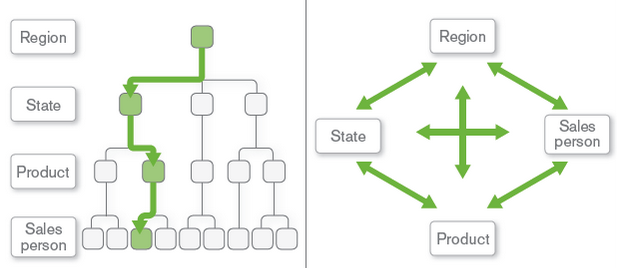 Region
State
Product
Sales
person
Region
State
Sales
person
Product